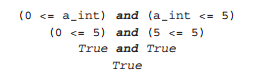 (0 <= a_int) and (a_int <= 5)
(0 <= 5) and (5 <= 5)
True and True
True